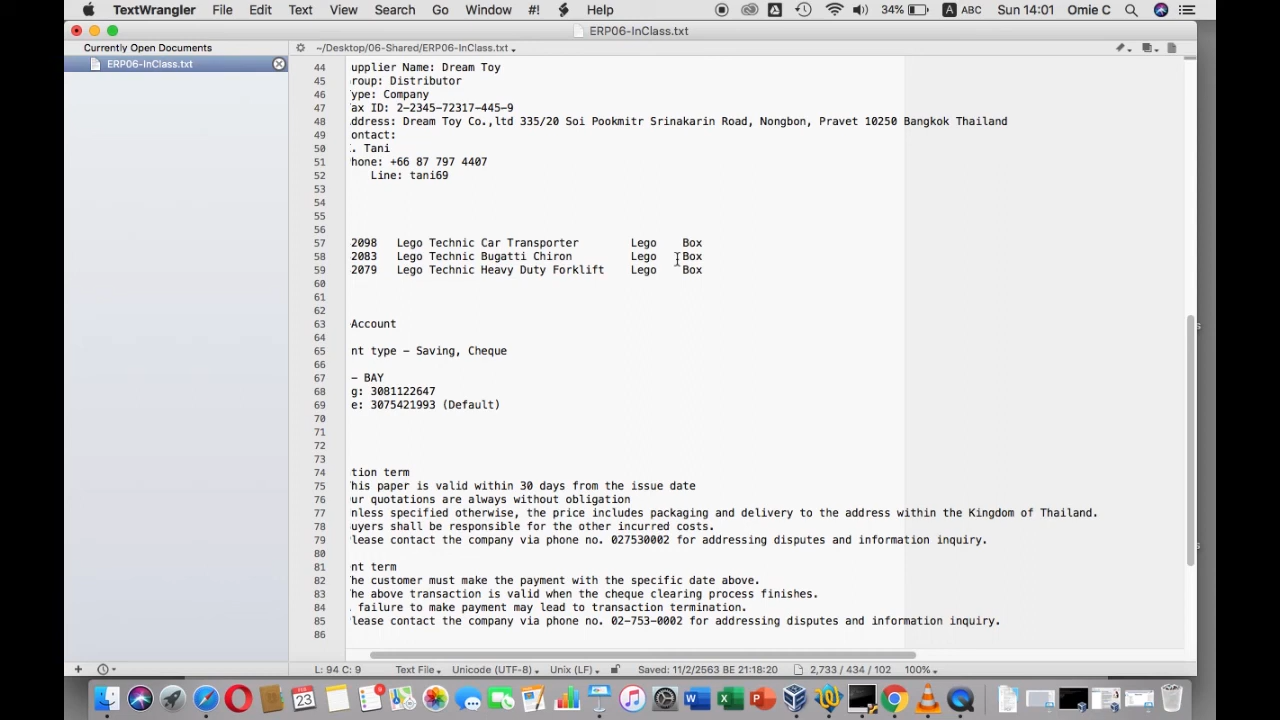 TextWrangler File Edit Text View Search Go Window #! Help 34% A ABC Sun 14:01 Omie C
ERP06-InClass.txt
Currently Open Documents
~/Desktop/06-Shared/ERP06-InClass.txt
ERP06-InClass.txt
44 upplier Name: Dream Toy
45 roup: Distributor
46 ype: Company
47 ax ID: 2-2345-72317-445-9
48 ddress: Dream Toy Co.,ltd 335/20 Soi Pookmitr Srinakarin Road, Nongbon, Pravet 10250 Bangkok Thailand
49 ontact:
50 . Tani
51 hone: +66 87 797 4407
52 Line: tani69
53
54
55
56
57 2098 Lego Technic Car Transporter Lego Box
58 2083 Lego Technic Bugatti Chiron Lego Box
59 2079 Lego Technic Heavy Duty Forklift Lego Box
60
61
62
63 Account
64
65 nt type – Saving, Cheque
66
67 – BAY
68 g: 3081122647
69 e: 3075421993 (Default)
70
71
72
73
74 tion term
75 his paper is valid within 30 days from the issue date
76 ur quotations are always without obligation
77 nless specified otherwise, the price includes packaging and delivery to the address within the Kingdom of Thailand.
78 uyers shall be responsible for the other incurred costs.
79 lease contact the company via phone no. 027530002 for addressing disputes and information inquiry.
80
81 nt term
82 he customer must make the payment with the specific date above.
83 he above transaction is valid when the cheque clearing process finishes.
84 failure to make payment may lead to transaction termination.
85 lease contact the company via phone no. 02-753-0002 for addressing disputes and information inquiry.
86
L: 94 C: 9 Text File Unicode (UTF-8) Unix (LF) Saved: 11/2/2563 BE 21:18:20 2,733 / 434 / 102 100%
FEB
23